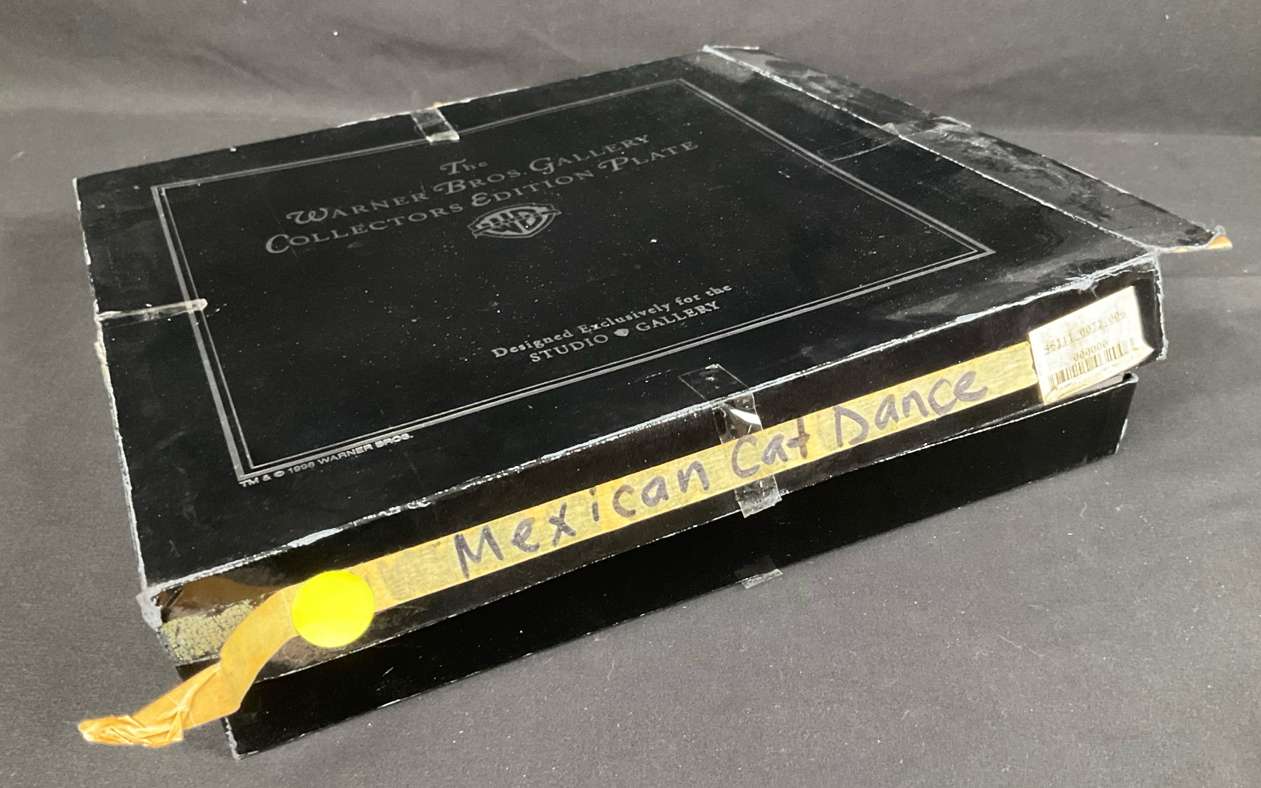 The
Warner Bros. Gallery
Collectors Edition Plate
Designed Exclusively for the
STUDIO GALLERY
TM & © 1996 WARNER BROS.
Mexican Cat Dance
000000